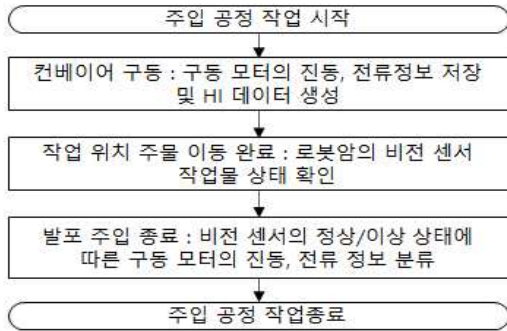 주입 공정 작업 시작
컨베이어 구동 : 구동 모터의 진동, 전류정보 저장
및 HI 데이터 생성
작업 위치 주물 이동 완료 : 로봇암의 비전 센서
작업물 상태 확인
발포 주입 종료 : 비전 센서의 정상/이상 상태에
따른 구동 모터의 진동, 전류 정보 분류
주입 공정 작업종료